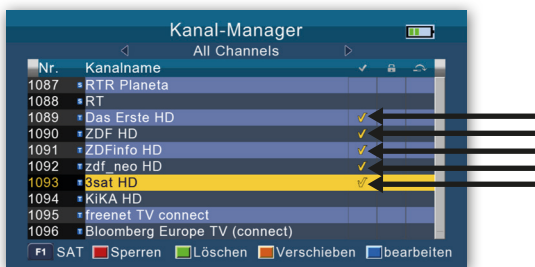 Kanal-Manager
All Channels
Nr. Kanalname
1087 S RTR Planeta
1088 S RT
1089 T Das Erste HD
1090 T ZDF HD
1091 T ZDFinfo HD
1092 T zdf_neo HD
1093 T 3sat HD
1094 T KiKA HD
1095 T freenet TV connect
1096 T Bloomberg Europe TV (connect)
F1 SAT Sperren Löschen Verschieben bearbeiten